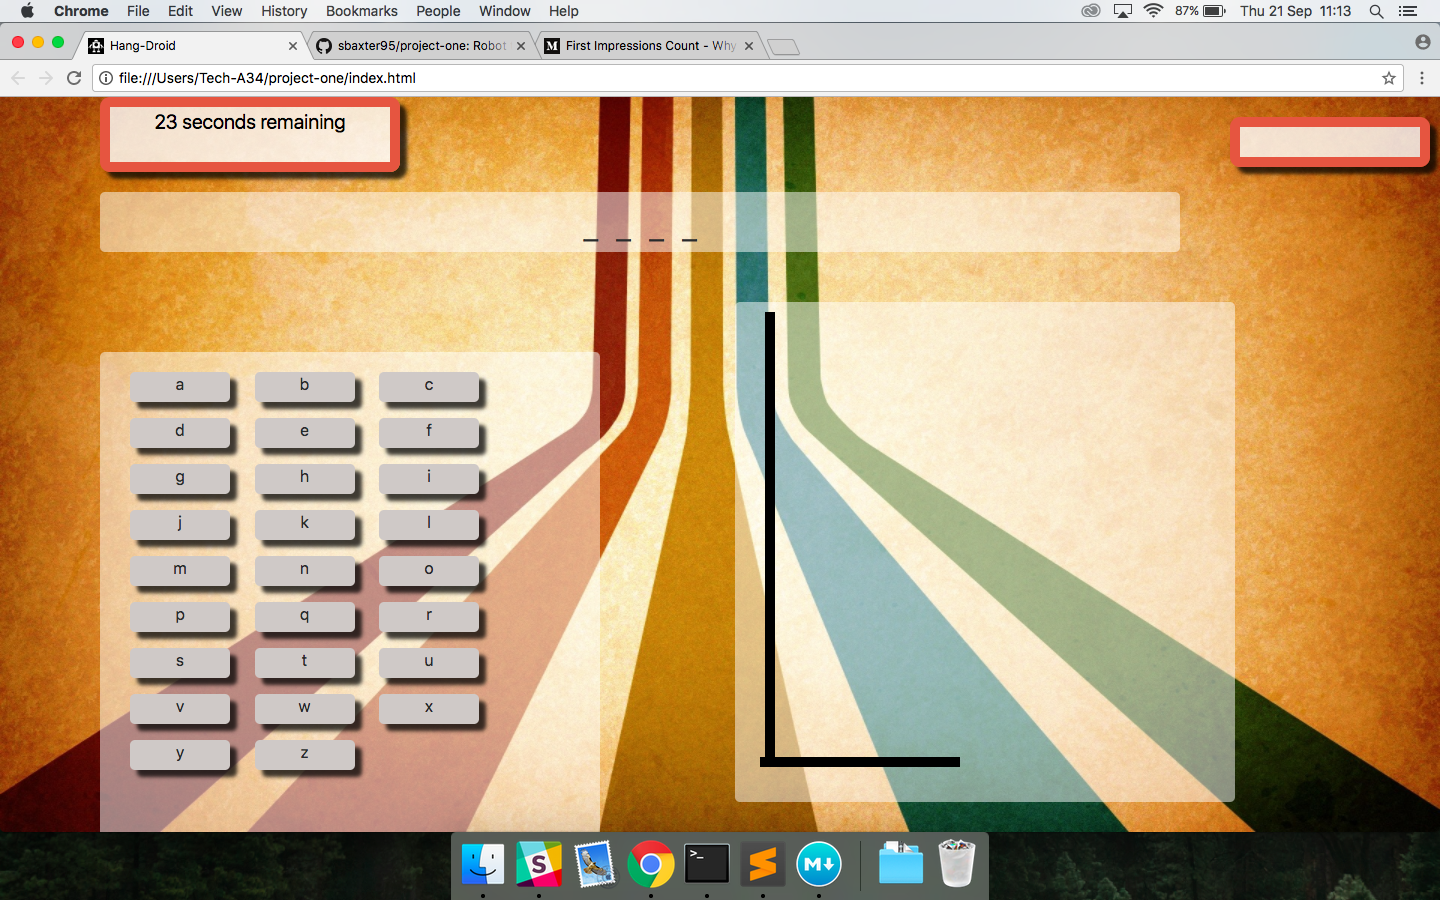 Chrome File Edit View History Bookmarks People Window Help 87% Thu 21 Sep 11:13
Hang-Droid sbaxter95/project-one: Robot First Impressions Count - Why
file:///Users/Tech-A34/project-one/index.html
23 seconds remaining
_ _ _ _
a b c
d e f
g h i
j k l
m n o
p q r
s t u
v w x
y z